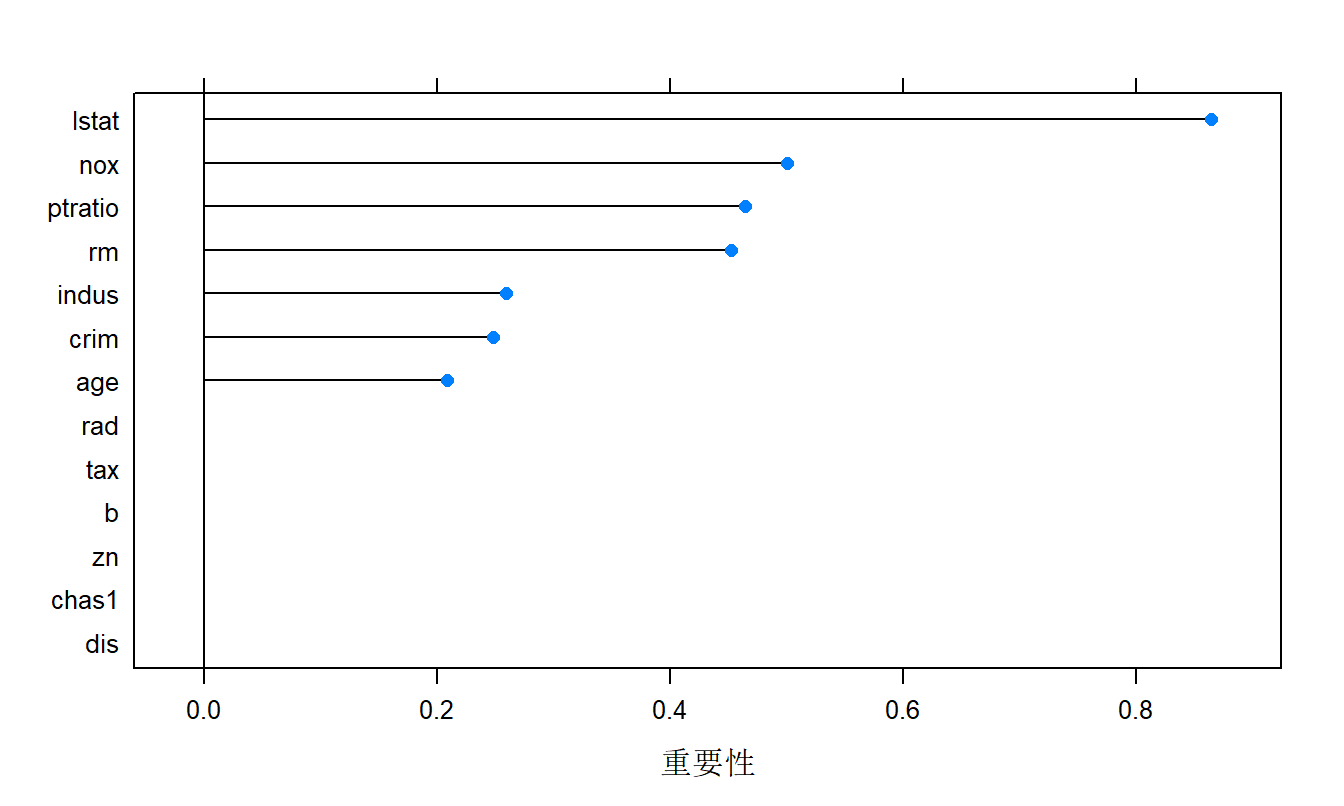 lstat
nox
ptratio
rm
indus
crim
age
rad
tax
b
zn
chas1
dis
0.0 0.2 0.4 0.6 0.8
重要性